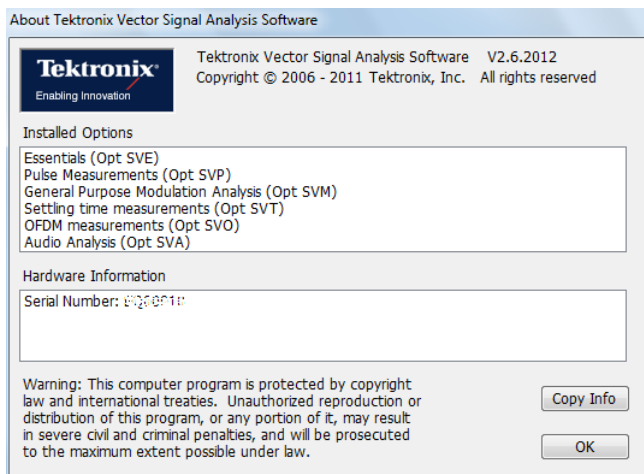 About Tektronix Vector Signal Analysis Software
Tektronix®
Enabling Innovation
Tektronix Vector Signal Analysis Software V2.6.2012
Copyright © 2006 - 2011 Tektronix, Inc. All rights reserved
Installed Options
Essentials (Opt SVE)
Pulse Measurements (Opt SVP)
General Purpose Modulation Analysis (Opt SVM)
Settling time measurements (Opt SVT)
OFDM measurements (Opt SVO)
Audio Analysis (Opt SVA)
Hardware Information
Serial Number:
Warning: This computer program is protected by copyright
law and international treaties. Unauthorized reproduction or
distribution of this program, or any portion of it, may result
in severe civil and criminal penalties, and will be prosecuted
to the maximum extent possible under law.
Copy Info
OK